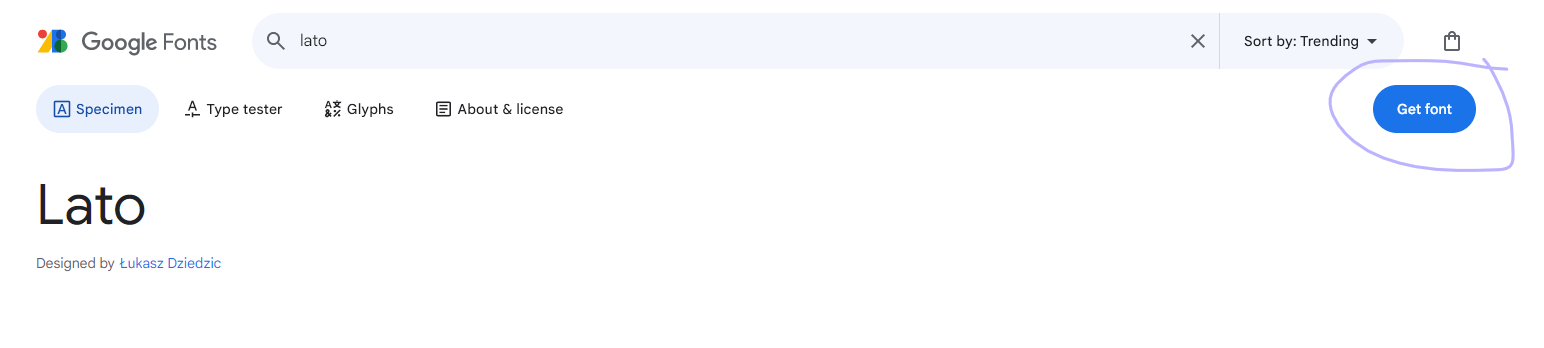 Google Fonts lato Sort by: Trending
Specimen Type tester Glyphs About & license Get font
Lato
Designed by Łukasz Dziedzic